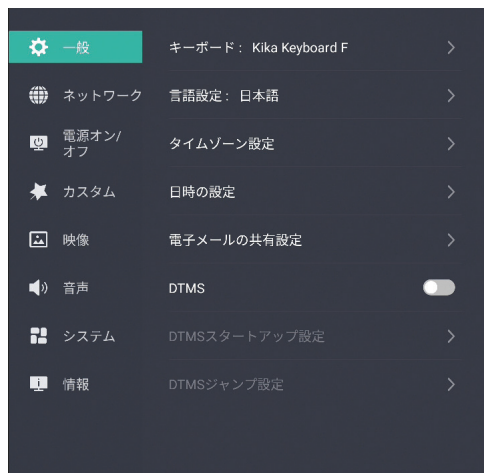 一般
キーボード : Kika Keyboard F
ネットワーク
言語設定 : 日本語
電源オン/
オフ
タイムゾーン設定
カスタム
日時の設定
映像
電子メールの共有設定
音声
DTMS
システム
DTMSスタートアップ設定
情報
DTMSジャンプ設定